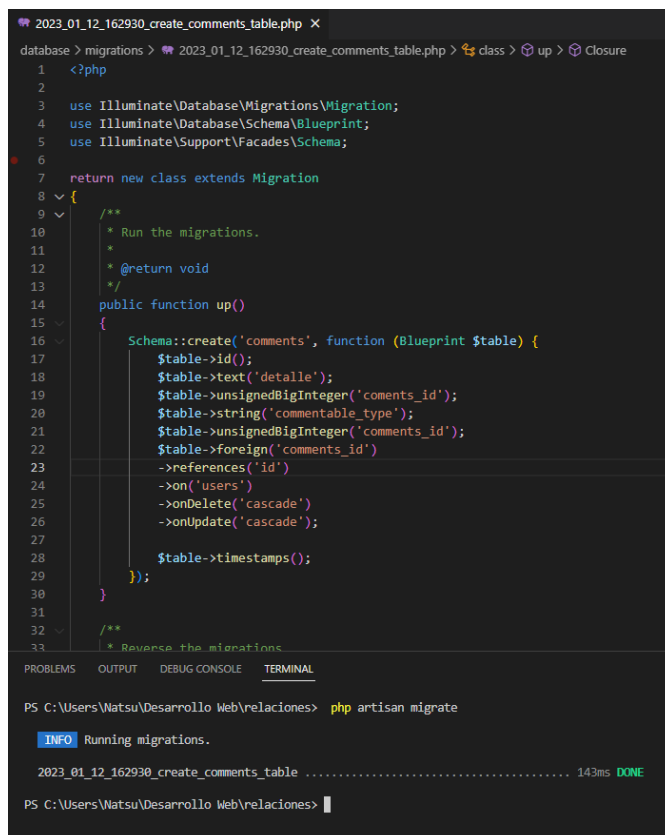 2023_01_12_162930_create_comments_table.php
database > migrations > 2023_01_12_162930_create_comments_table.php > class > up > Closure
1 <?php
2
3 use Illuminate\Database\Migrations\Migration;
4 use Illuminate\Database\Schema\Blueprint;
5 use Illuminate\Support\Facades\Schema;
6
7 return new class extends Migration
8 {
9 /**
10 * Run the migrations.
11 *
12 * @return void
13 */
14 public function up()
15 {
16 Schema::create('comments', function (Blueprint $table) {
17 $table->id();
18 $table->text('detalle');
19 $table->unsignedBigInteger('coments_id');
20 $table->string('commentable_type');
21 $table->unsignedBigInteger('comments_id');
22 $table->foreign('comments_id')
23 ->references('id')
24 ->on('users')
25 ->onDelete('cascade')
26 ->onUpdate('cascade');
27
28 $table->timestamps();
29 });
30 }
31
32 /**
33 * Reverse the migrations
PROBLEMS OUTPUT DEBUG CONSOLE TERMINAL
PS C:\Users\Natsu\Desarrollo Web\relaciones> php artisan migrate
INFO Running migrations.
2023_01_12_162930_create_comments_table ........................................ 143ms DONE
PS C:\Users\Natsu\Desarrollo Web\relaciones>